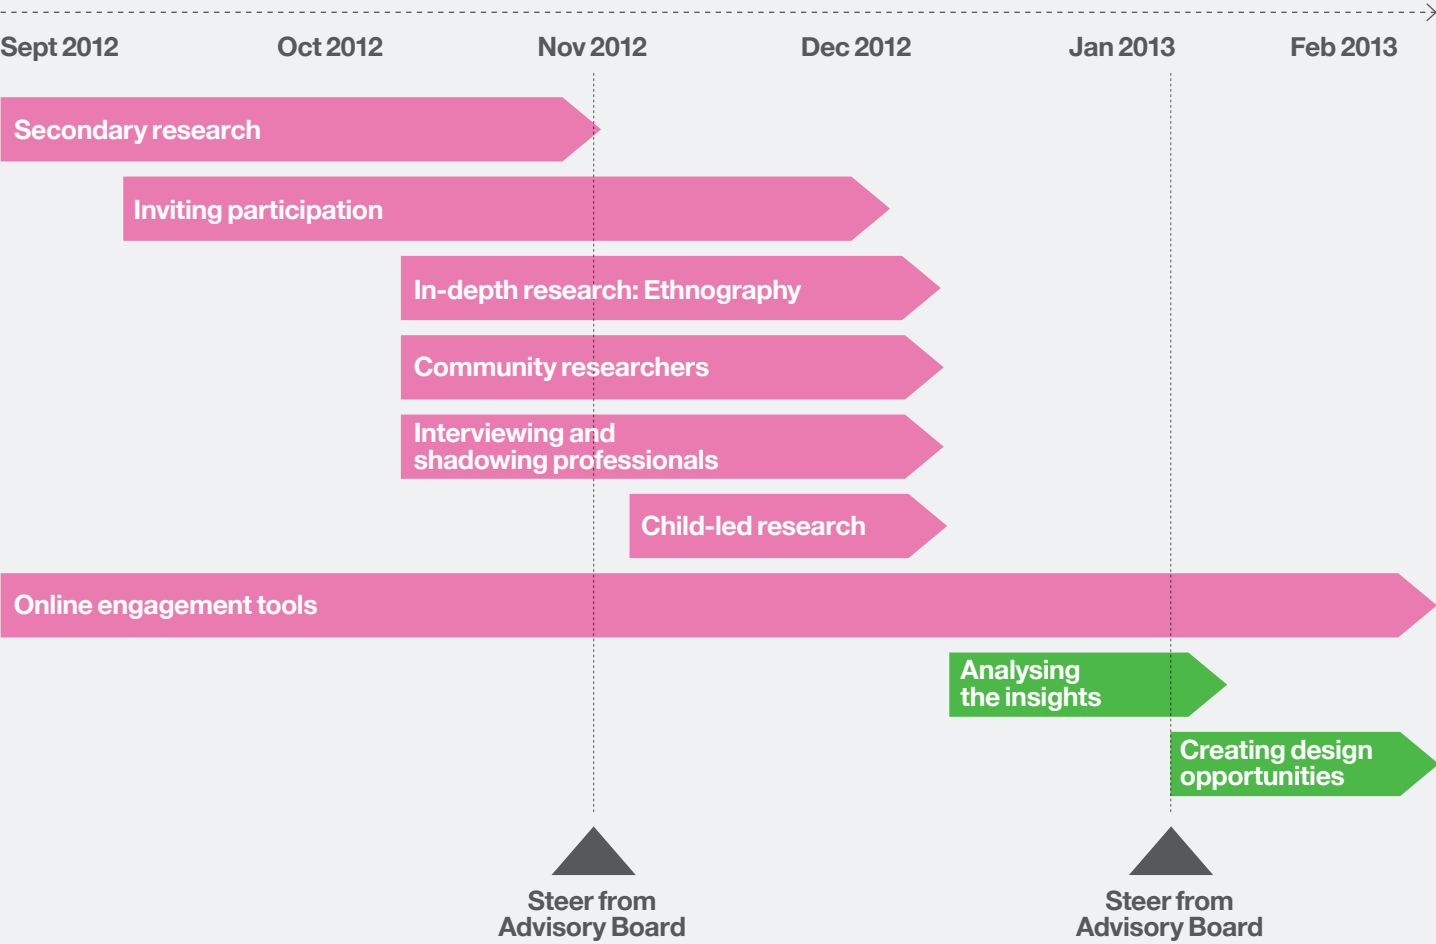 Sept 2012
Oct 2012
Nov 2012
Dec 2012
Jan 2013
Feb 2013
Secondary research
Inviting participation
In-depth research: Ethnography
Community researchers
Interviewing and
shadowing professionals
Child-led research
Online engagement tools
Analysing
the insights
Creating design
opportunities
Steer from
Advisory Board
Steer from
Advisory Board